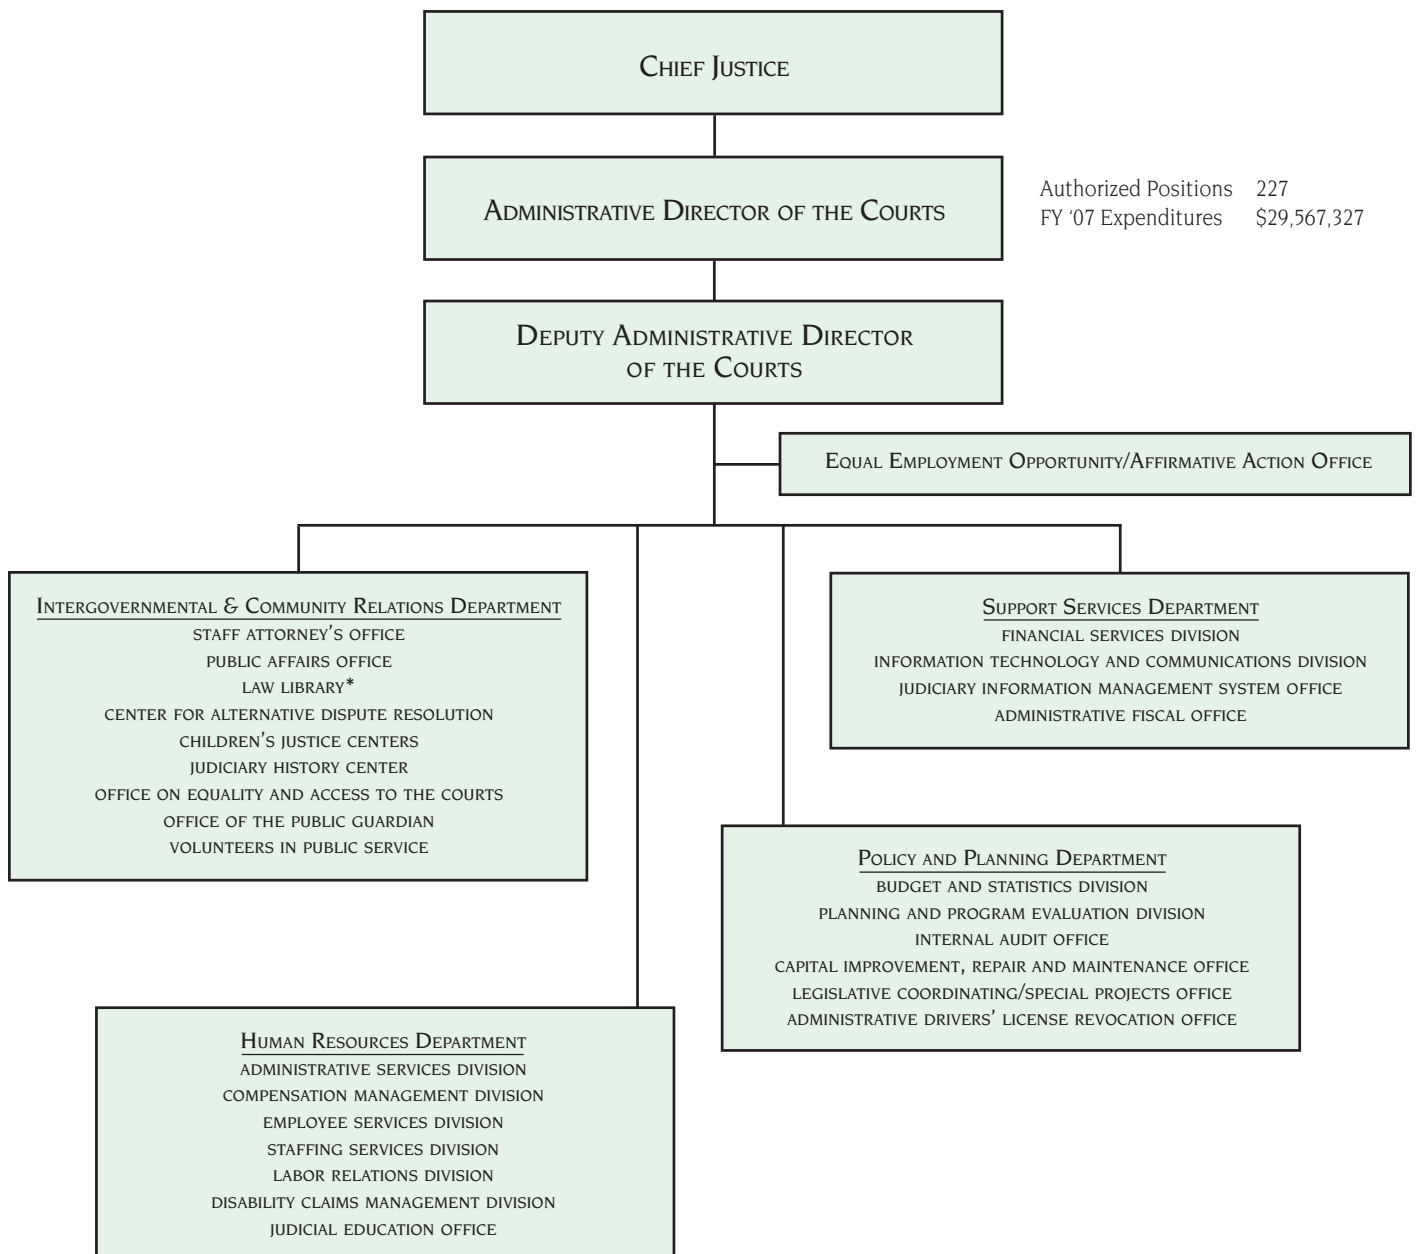 Chief Justice
Administrative Director of the Courts
Authorized Positions 227
FY ‘07 Expenditures $29,567,327
Deputy Administrative Director
of the Courts
Equal Employment Opportunity/Affirmative Action Office
Intergovernmental & Community Relations Department
staff attorney's office
public affairs office
law library*
center for alternative dispute resolution
children's justice centers
judiciary history center
office on equality and access to the courts
office of the public guardian
volunteers in public service
Support Services Department
financial services division
information technology and communications division
judiciary information management system office
administrative fiscal office
Policy and Planning Department
budget and statistics division
planning and program evaluation division
internal audit office
capital improvement, repair and maintenance office
legislative coordinating/special projects office
administrative drivers' license revocation office
Human Resources Department
administrative services division
compensation management division
employee services division
staffing services division
labor relations division
disability claims management division
judicial education office